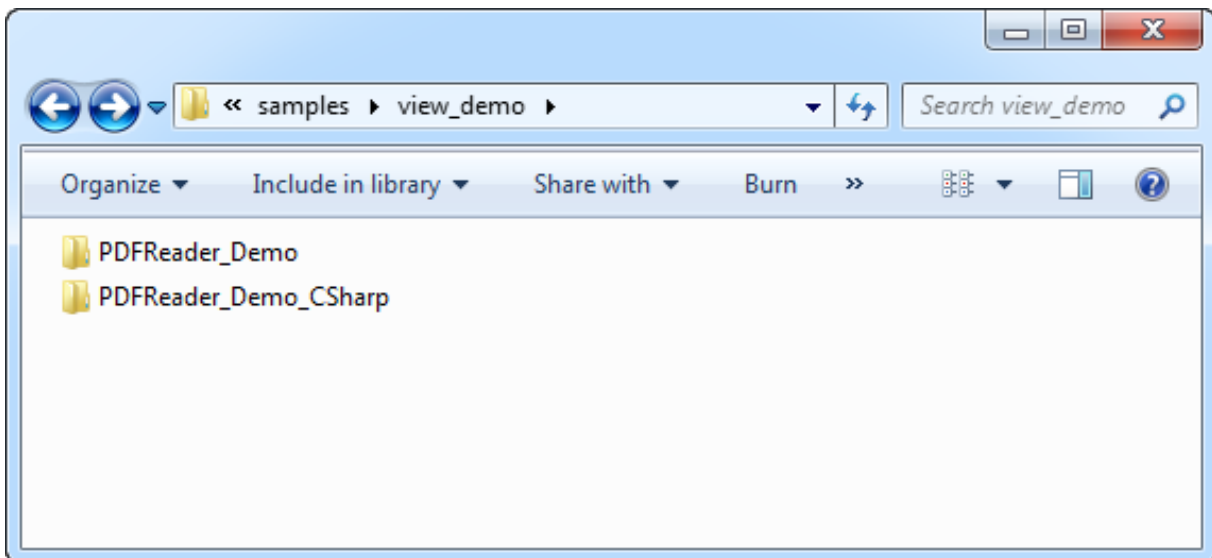 « samples view_demo Search view_demo
Organize Include in library Share with Burn »
PDFReader_Demo
PDFReader_Demo_CSharp